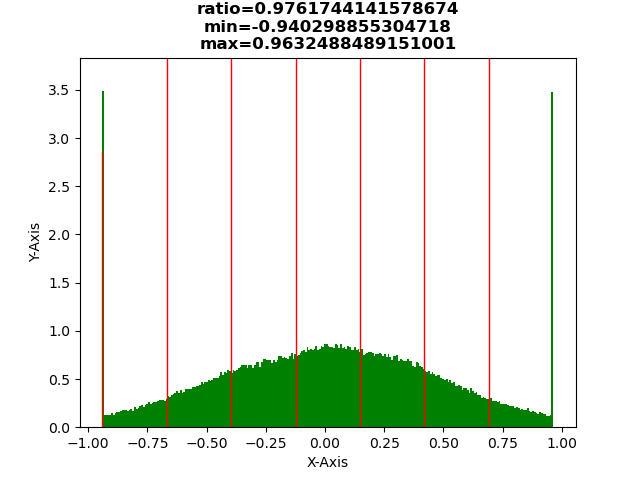 ratio=0.9761744141578674
min=-0.940298855304718
max=0.9632488489151001
3.5
3.0
2.5
2.0
1.5
1.0
0.5
0.0
Y-Axis
−1.00 −0.75 −0.50 −0.25 0.00 0.25 0.50 0.75 1.00
X-Axis